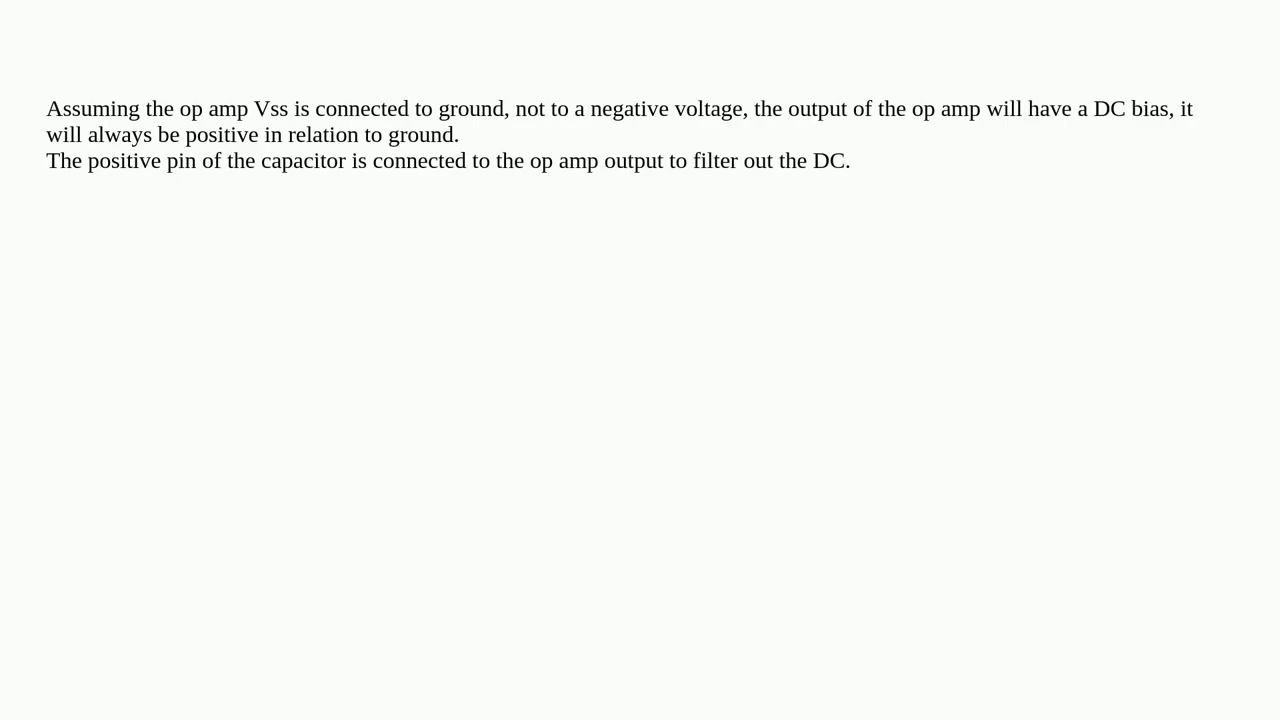 Assuming the op amp Vss is connected to ground, not to a negative voltage, the output of the op amp will have a DC bias, it
will always be positive in relation to ground.
The positive pin of the capacitor is connected to the op amp output to filter out the DC.